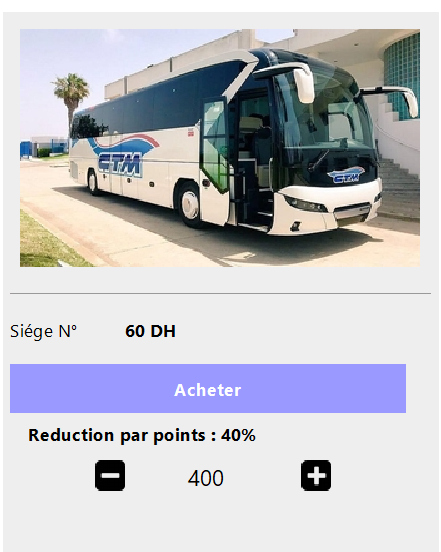 CTM
CTM
Siége N° 60 DH
Acheter
Reduction par points : 40%
400